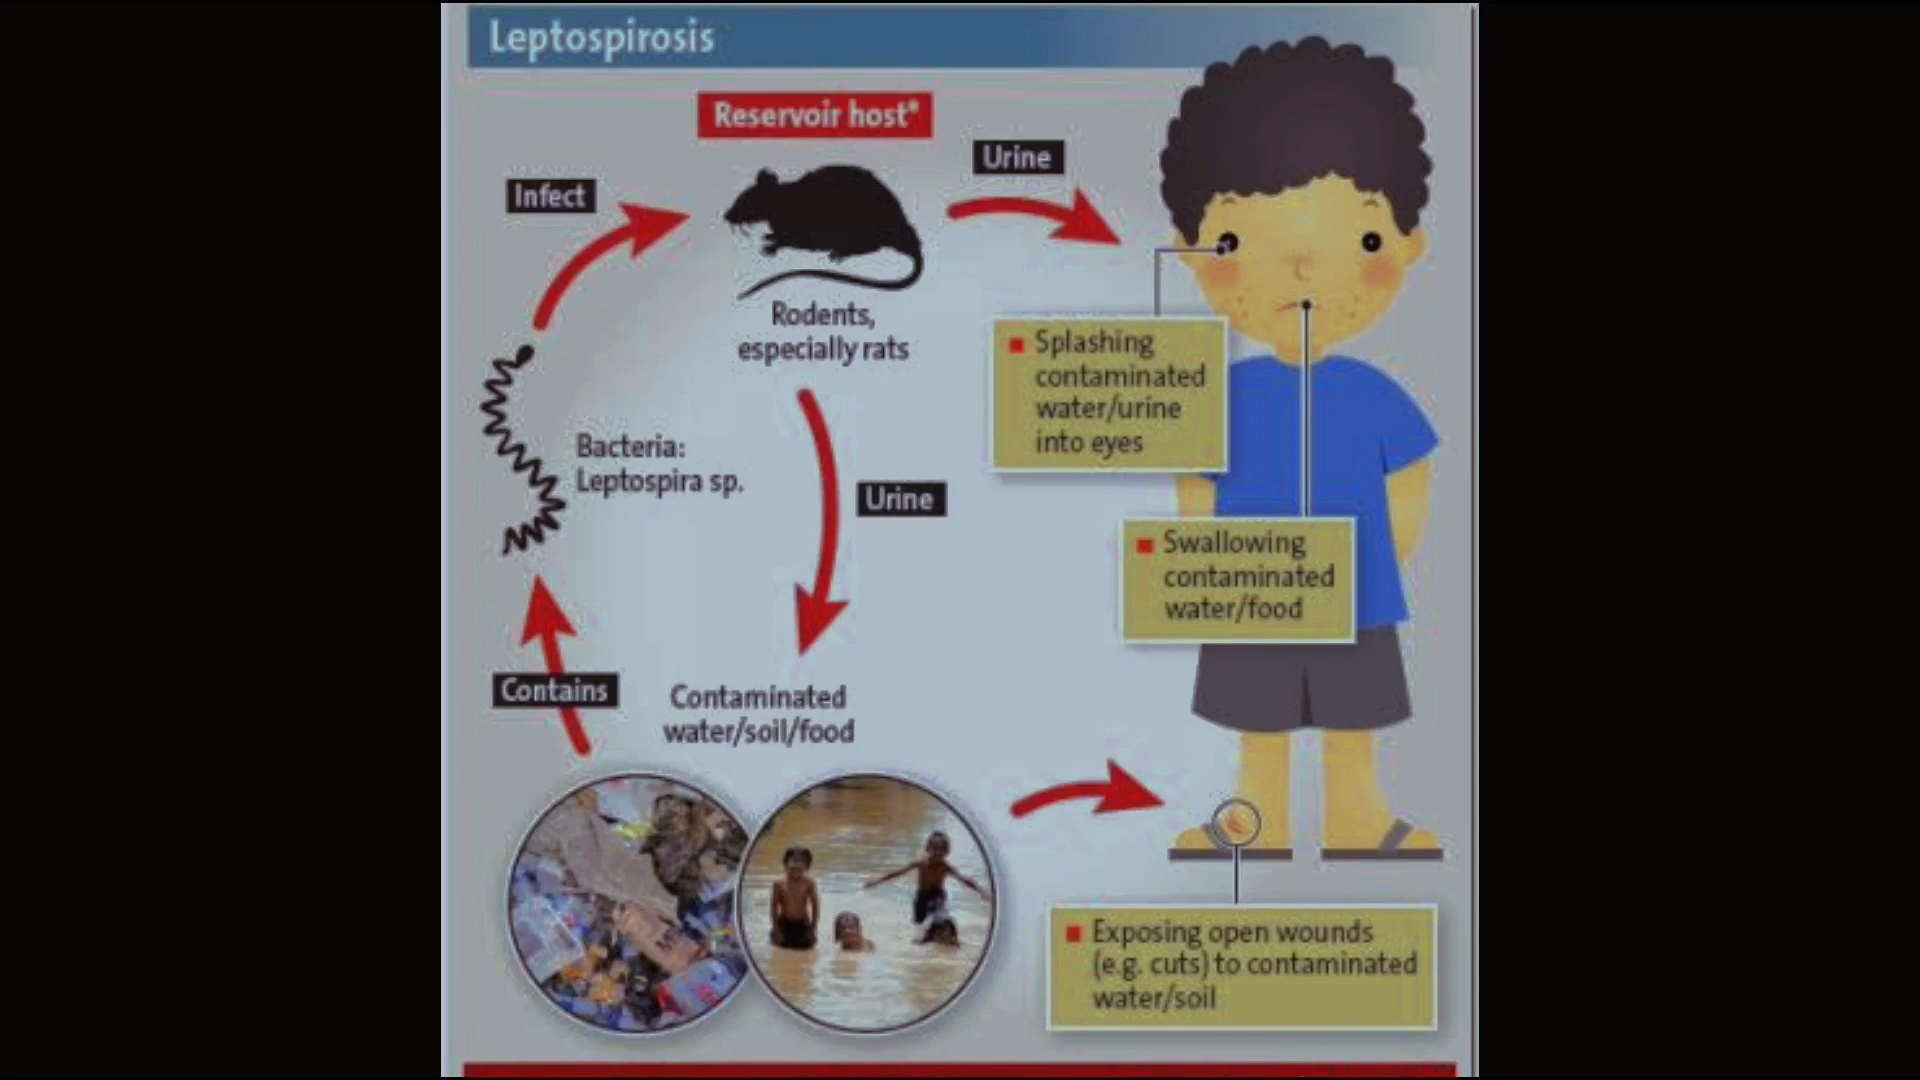 Leptospirosis
Reservoir host*
Urine
Infect
Rodents,
especially rats
Splashing
contaminated
water/urine
into eyes
Bacteria:
Leptospira sp.
Urine
Swallowing
contaminated
water/food
Contains
Contaminated
water/soil/food
Exposing open wounds
(e.g. cuts) to contaminated
water/soil